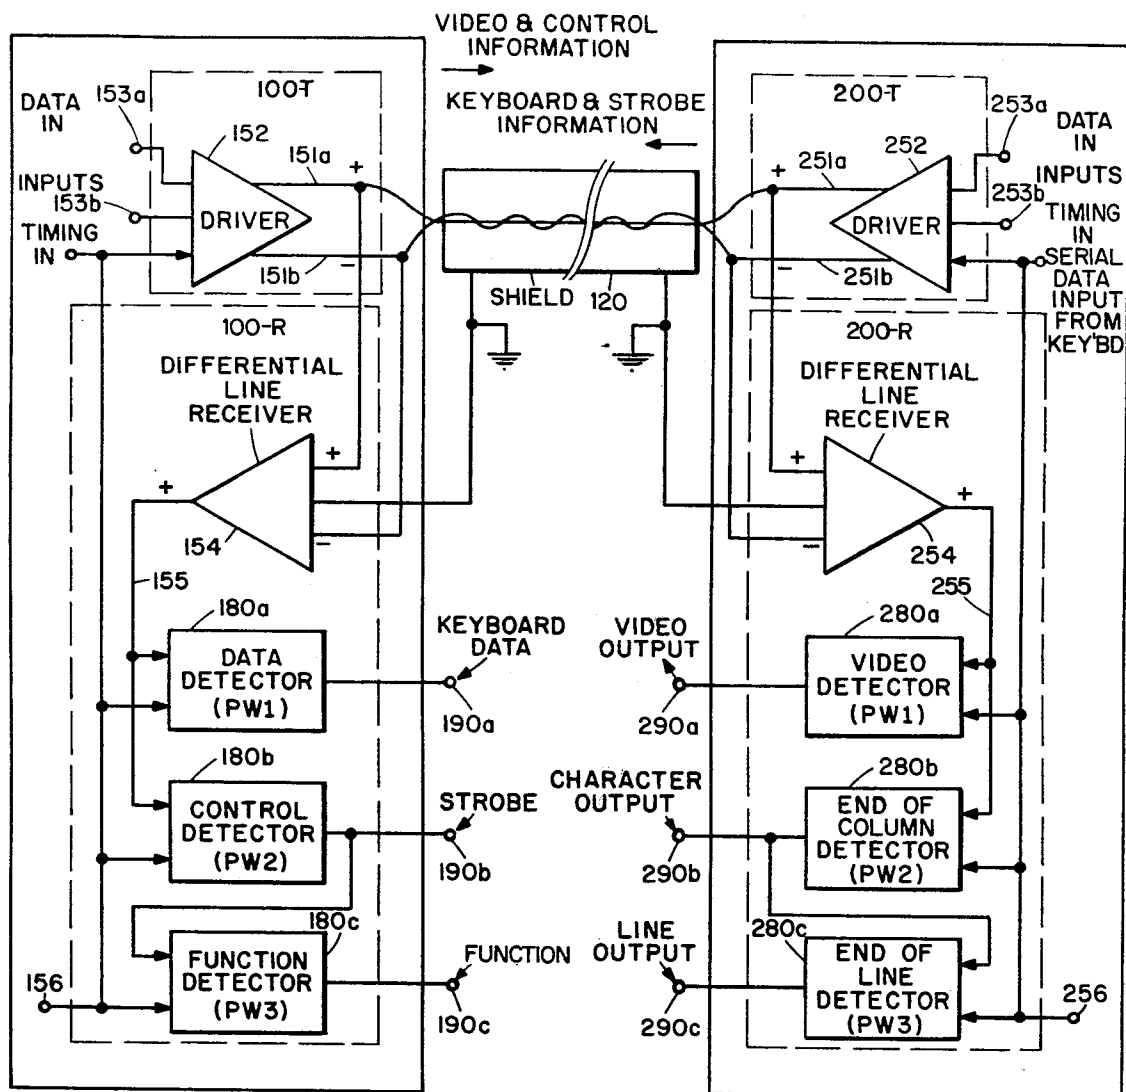 VIDEO & CONTROL
INFORMATION
KEYBOARD & STROBE
INFORMATION
100-T
153a
DATA
IN
152
151a
+
INPUTS
153b
DRIVER
TIMING
IN
151b
−
SHIELD
120
200-T
253a
DATA
IN
252
251a
+
INPUTS
253b
DRIVER
TIMING
IN
SERIAL
DATA
INPUT
FROM
KEY'BD
251b
−
100-R
DIFFERENTIAL
LINE
RECEIVER
+
+
−
154
155
200-R
DIFFERENTIAL
LINE
RECEIVER
+
+
−
254
255
180a
DATA
DETECTOR
(PW1)
KEYBOARD
DATA
190a
VIDEO
OUTPUT
290a
280a
VIDEO
DETECTOR
(PW1)
180b
CONTROL
DETECTOR
(PW2)
STROBE
190b
CHARACTER
OUTPUT
290b
280b
END OF
COLUMN
DETECTOR
(PW2)
180c
FUNCTION
DETECTOR
(PW3)
FUNCTION
190c
156
LINE
OUTPUT
290c
280c
END OF
LINE
DETECTOR
(PW3)
256